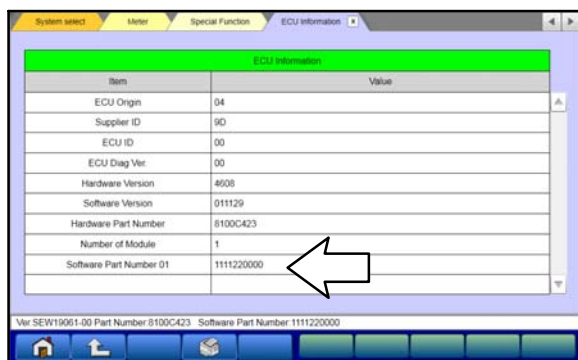 System select Meter Special Function ECU Information x
ECU Information
Item Value
ECU Origin 04
Supplier ID 9D
ECU ID 00
ECU Diag Ver. 00
Hardware Version 4608
Software Version 011129
Hardware Part Number 8100C423
Number of Module 1
Software Part Number 01 1111220000
Ver.SEW19061-00 Part Number:8100C423 Software Part Number:1111220000